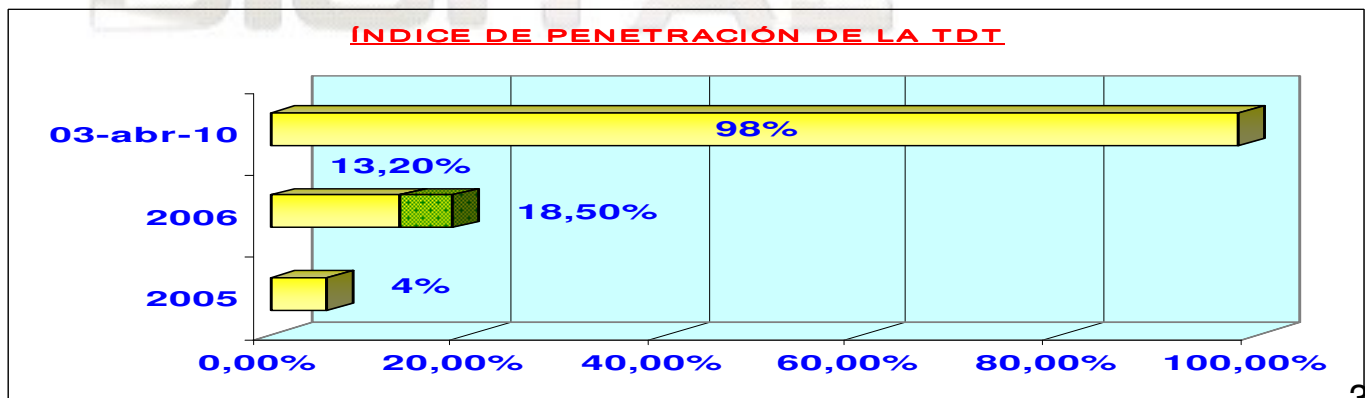 ÍNDICE DE PENETRACIÓN DE LA TDT
03-abr-10
98%
13,20%
2006
18,50%
2005
4%
0,00% 20,00% 40,00% 60,00% 80,00% 100,00%